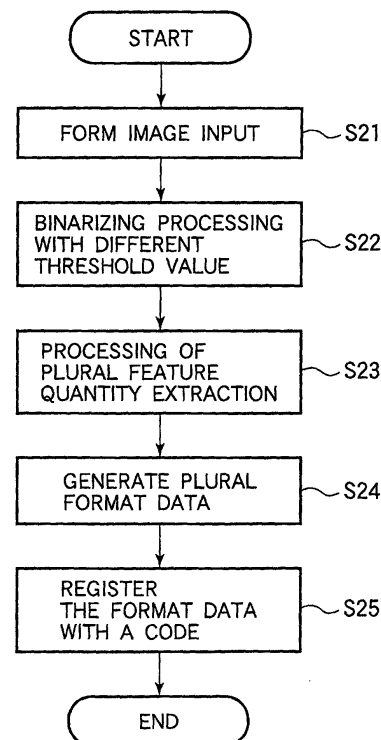 START
FORM IMAGE INPUT
S21
BINARIZING PROCESSING
WITH DIFFERENT
THRESHOLD VALUE
S22
PROCESSING OF
PLURAL FEATURE
QUANTITY EXTRACTION
S23
GENERATE PLURAL
FORMAT DATA
S24
REGISTER
THE FORMAT DATA
WITH A CODE
S25
END